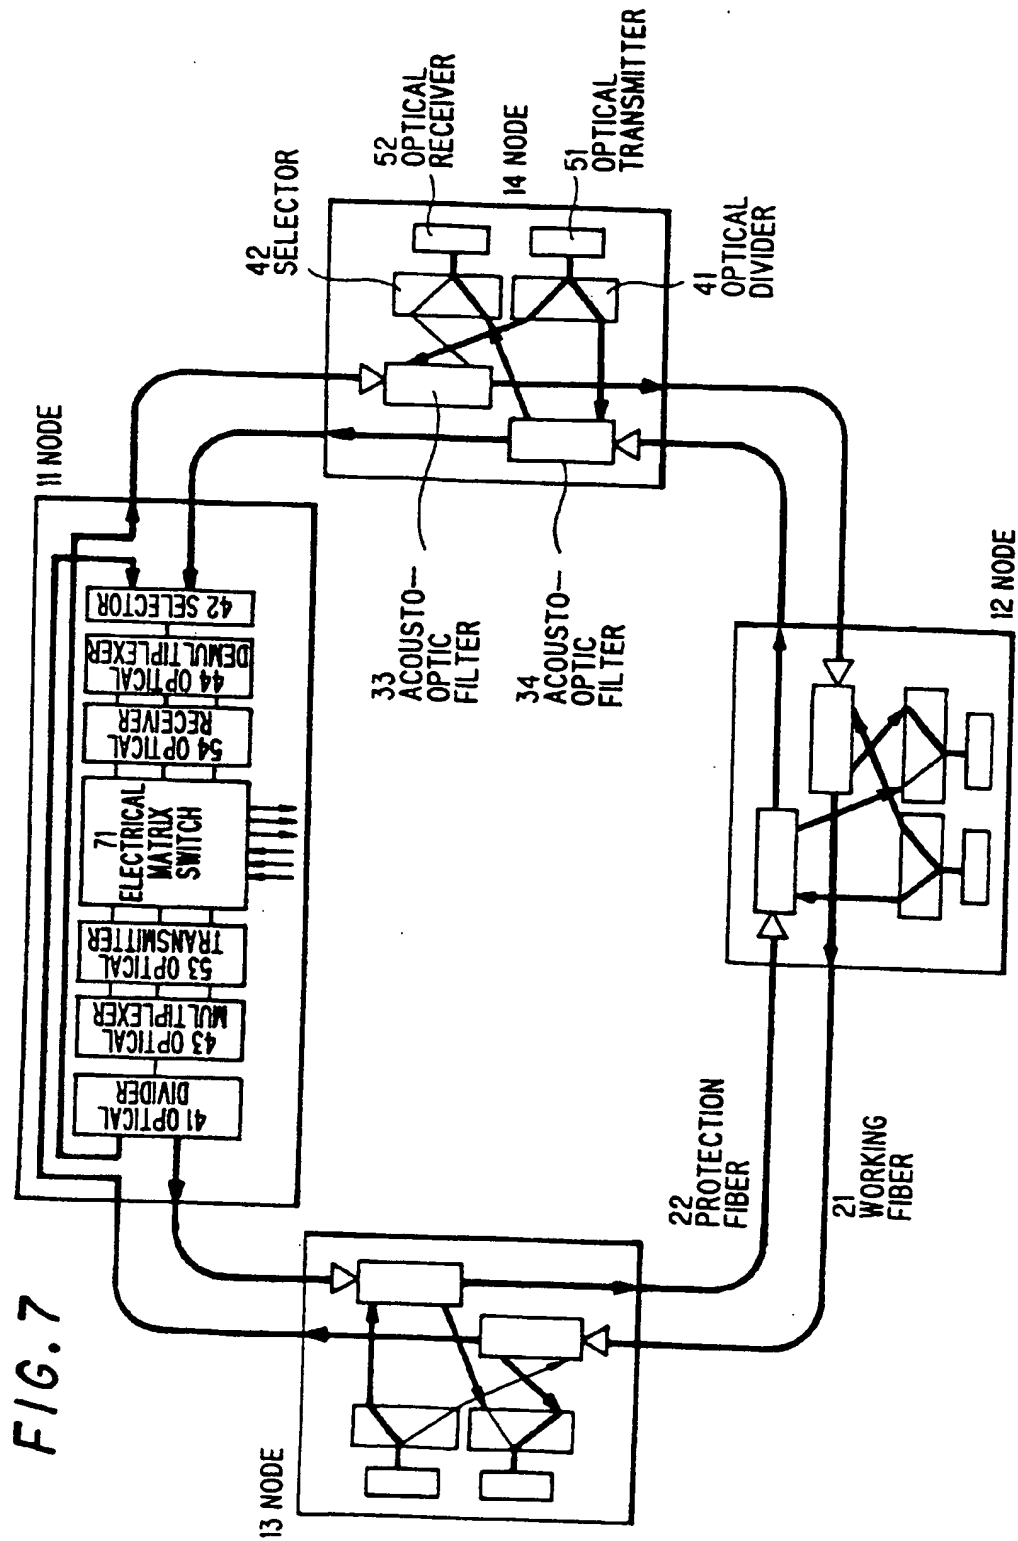 FIG. 7
11 NODE
41 OPTICAL
DIVIDER
43 OPTICAL
MULTIPLEXER
53 OPTICAL
TRANSMITTER
71
ELECTRICAL
MATRIX
SWITCH
54 OPTICAL
RECEIVER
44 OPTICAL
DEMULTIPLEXER
42 SELECTOR
42
SELECTOR
52
OPTICAL
RECEIVER
14 NODE
51
OPTICAL
TRANSMITTER
41
OPTICAL
DIVIDER
33
ACOUSTO-
OPTIC
FILTER
34
ACOUSTO-
OPTIC
FILTER
13 NODE
22
PROTECTION
FIBER
21
WORKING
FIBER
12 NODE